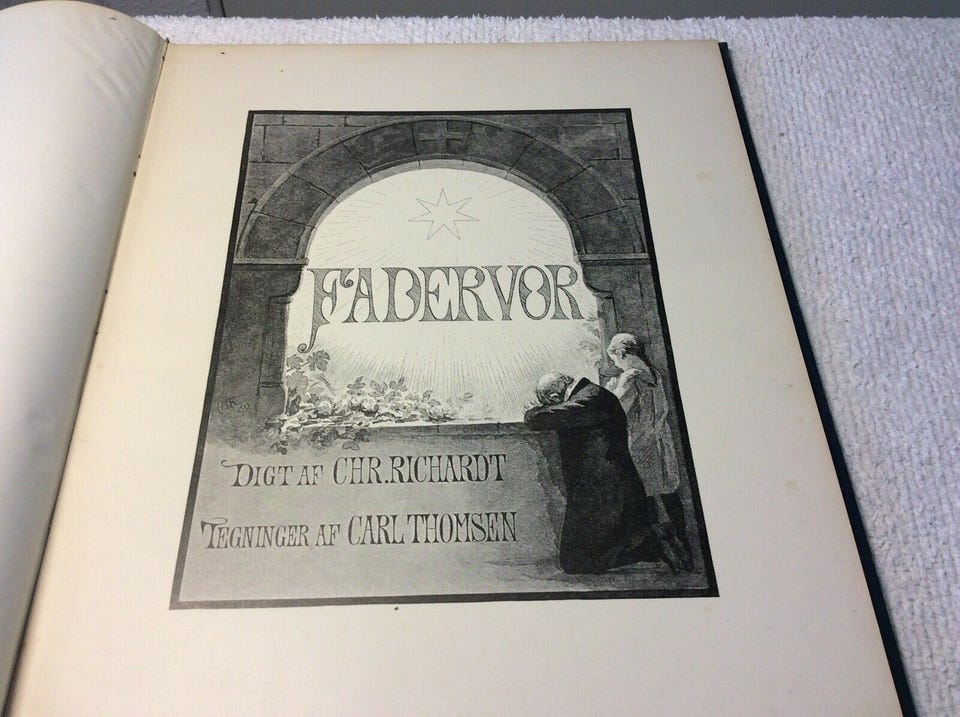 FADERVOR
DIGT AF CHR. RICHARDT
TEGNINGER AF CARL THOMSEN